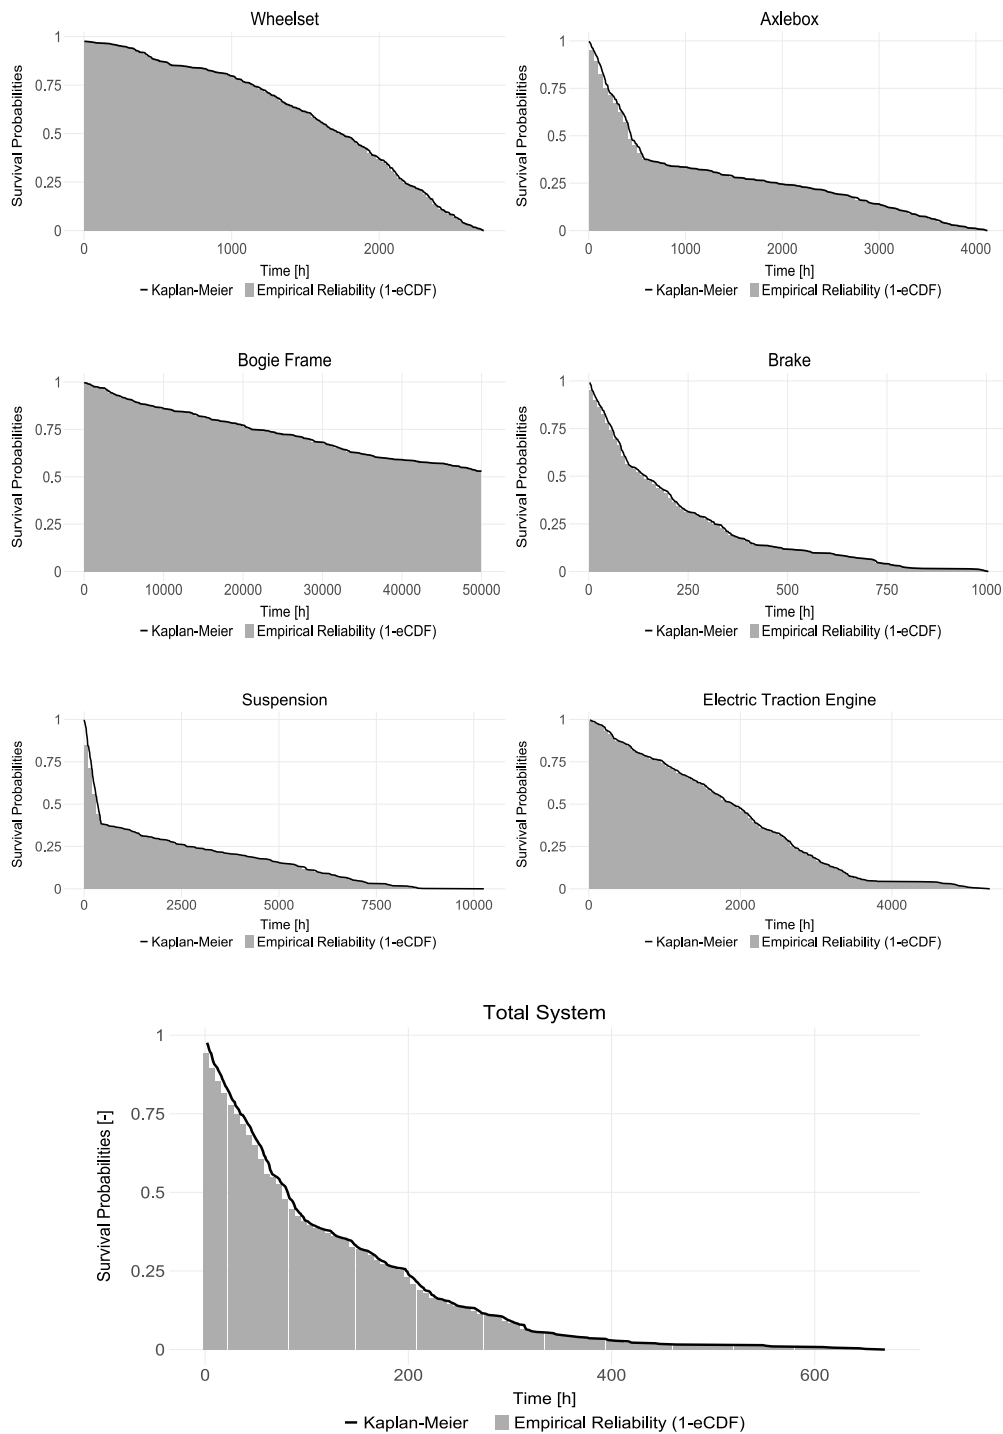 Wheelset
Survival Probabilities
1
0.75
0.5
0.25
0
0 1000 2000
Time [h]
Kaplan-Meier Empirical Reliability (1-eCDF)
Axlebox
Survival Probabilities
1
0.75
0.5
0.25
0
0 1000 2000 3000 4000
Time [h]
Kaplan-Meier Empirical Reliability (1-eCDF)
Bogie Frame
Survival Probabilities
1
0.75
0.5
0.25
0
0 10000 20000 30000 40000 50000
Time [h]
Kaplan-Meier Empirical Reliability (1-eCDF)
Brake
Survival Probabilities
1
0.75
0.5
0.25
0
0 250 500 750 1000
Time [h]
Kaplan-Meier Empirical Reliability (1-eCDF)
Suspension
Survival Probabilities
1
0.75
0.5
0.25
0
0 2500 5000 7500 10000
Time [h]
Kaplan-Meier Empirical Reliability (1-eCDF)
Electric Traction Engine
Survival Probabilities
1
0.75
0.5
0.25
0
0 2000 4000
Time [h]
Kaplan-Meier Empirical Reliability (1-eCDF)
Total System
Survival Probabilities [-]
1
0.75
0.5
0.25
0
0 200 400 600
Time [h]
Kaplan-Meier Empirical Reliability (1-eCDF)